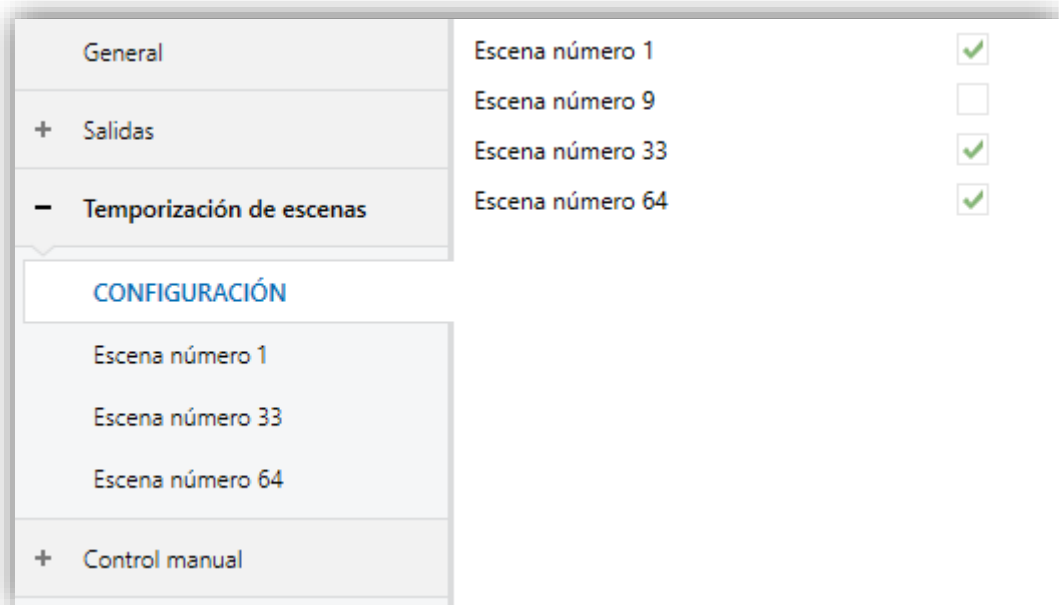 General
+ Salidas
− Temporización de escenas
CONFIGURACIÓN
Escena número 1
Escena número 33
Escena número 64
+ Control manual
Escena número 1
Escena número 9
Escena número 33
Escena número 64